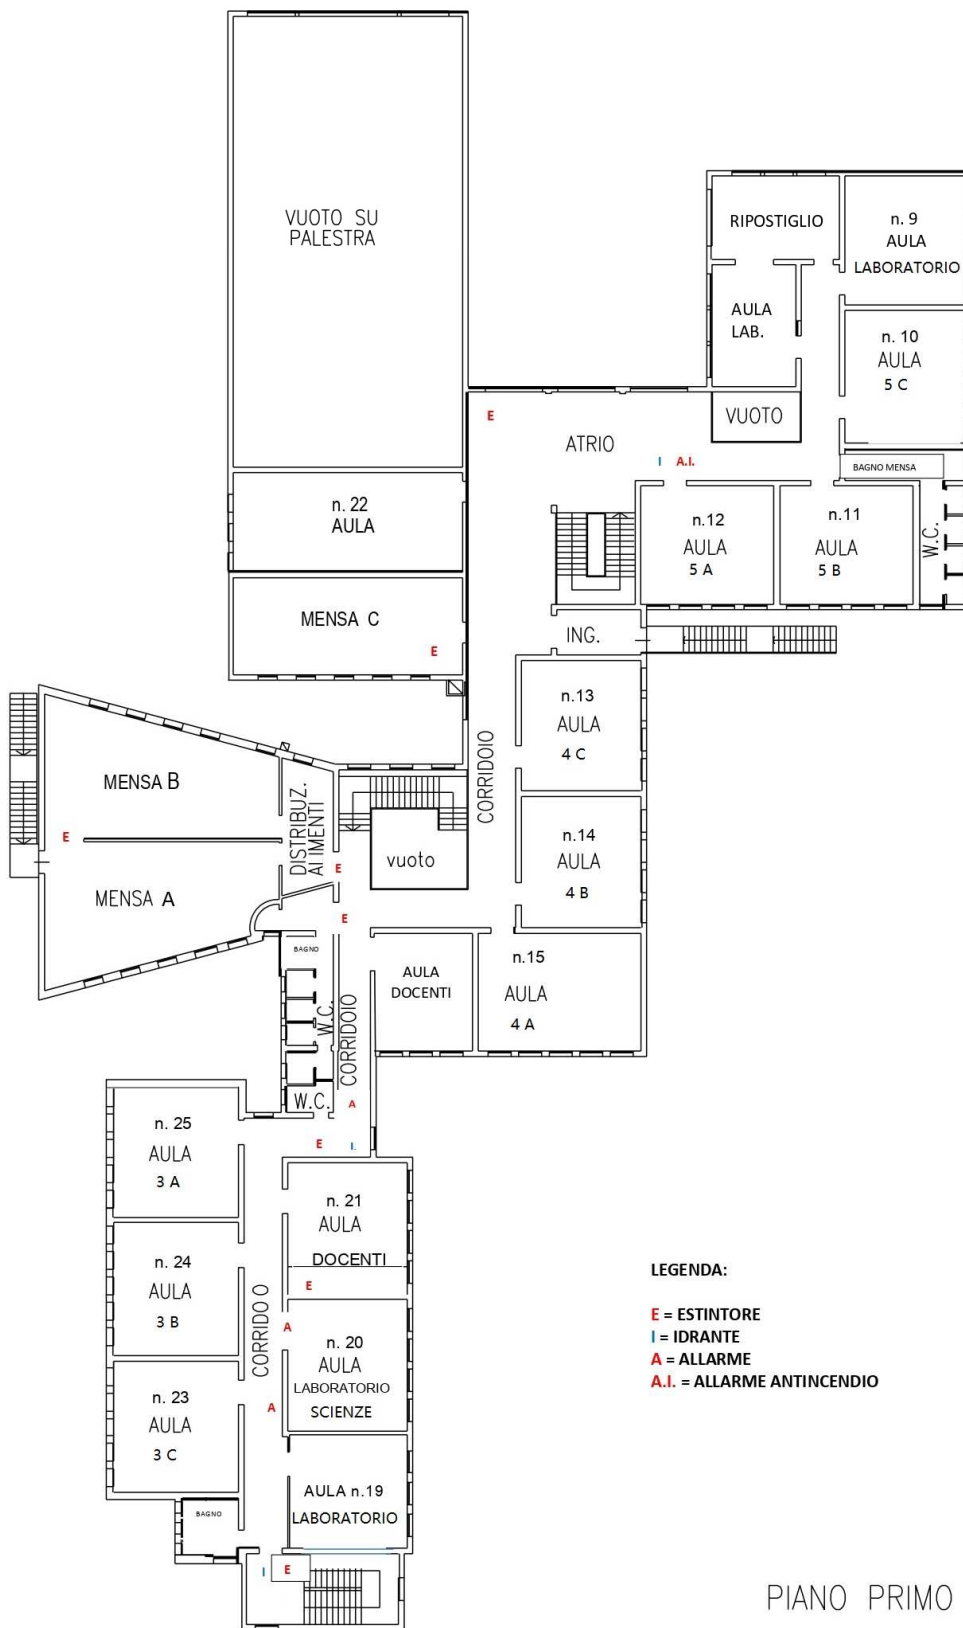 VUOTO SU
PALESTRA
RIPOSTIGLIO
n. 9
AULA
LABORATORIO
AULA
LAB.
n. 10
AULA
5 C
VUOTO
E
ATRIO
I
A.I.
BAGNO MENSA
n. 22
AULA
n.12
AULA
5 A
n.11
AULA
5 B
W.C.
MENSA C
E
ING.
n.13
AULA
4 C
CORRIDOIO
MENSA B
DISTRIBUZ.
ALIMENTI
E
MENSA A
vuoto
E
E
n.14
AULA
4 B
BAGNO
W.C.
CORRIDOIO
AULA
DOCENTI
n.15
AULA
4 A
W.C.
A
E
I.
n. 25
AULA
3 A
n. 21
AULA
DOCENTI
E
n. 24
AULA
3 B
CORRIDO O
A
n. 20
AULA
LABORATORIO
SCIENZE
A
n. 23
AULA
3 C
AULA n.19
LABORATORIO
BAGNO
I
E
LEGENDA:
E = ESTINTORE
I = IDRANTE
A = ALLARME
A.I. = ALLARME ANTINCENDIO
PIANO PRIMO